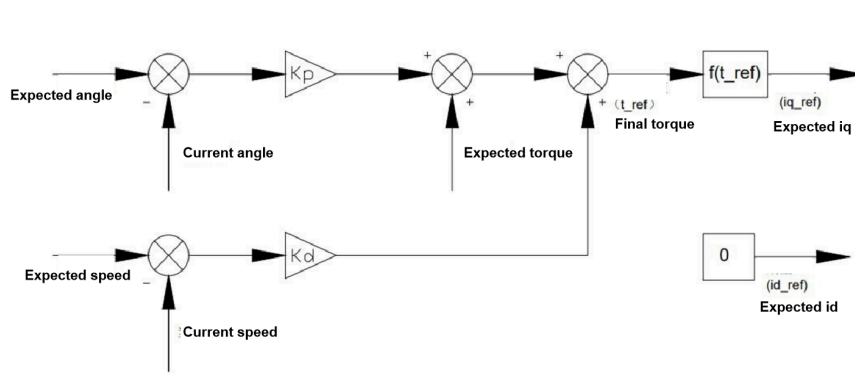 +
+
Kp
f(t_ref)
Expected angle
−
+
+
(t_ref)
(iq_ref)
Final torque
Expected iq
Current angle
Expected torque
Kd
0
Expected speed
−
(id_ref)
Expected id
Current speed